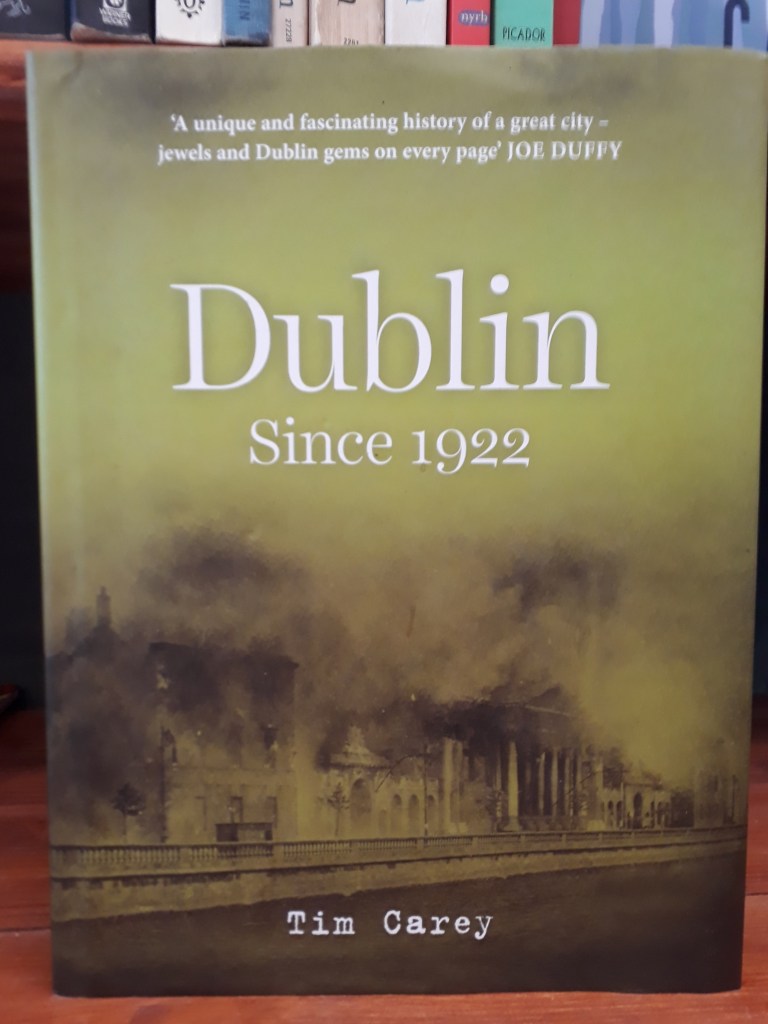 nyrb
PICADOR
'A unique and fascinating history of a great city –
jewels and Dublin gems on every page' JOE DUFFY
Dublin
Since 1922
Tim Carey